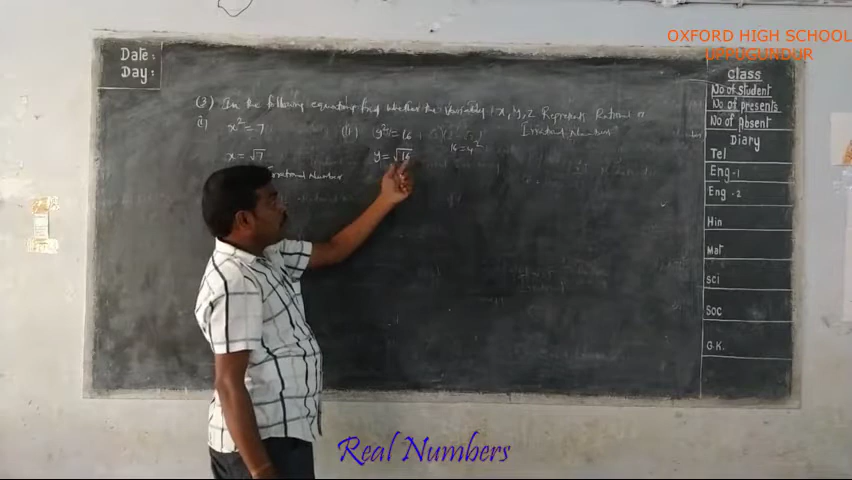 OXFORD HIGH SCHOOL
UPPUGUNDUR
Date:
Day:
(3) In the following equations find whether the variables x, y, z Represents Rational or
Irrational Numbers
(i) x² = 7
(ii) y² = 16
16 = 4²
x = √7
y = √16
Irrational Number
Class
No of student
No of presents
No of Absent
Diary
Tel
Eng-1
Eng-2
Hin
Mat
Sci
Soc
G.K.
Real Numbers